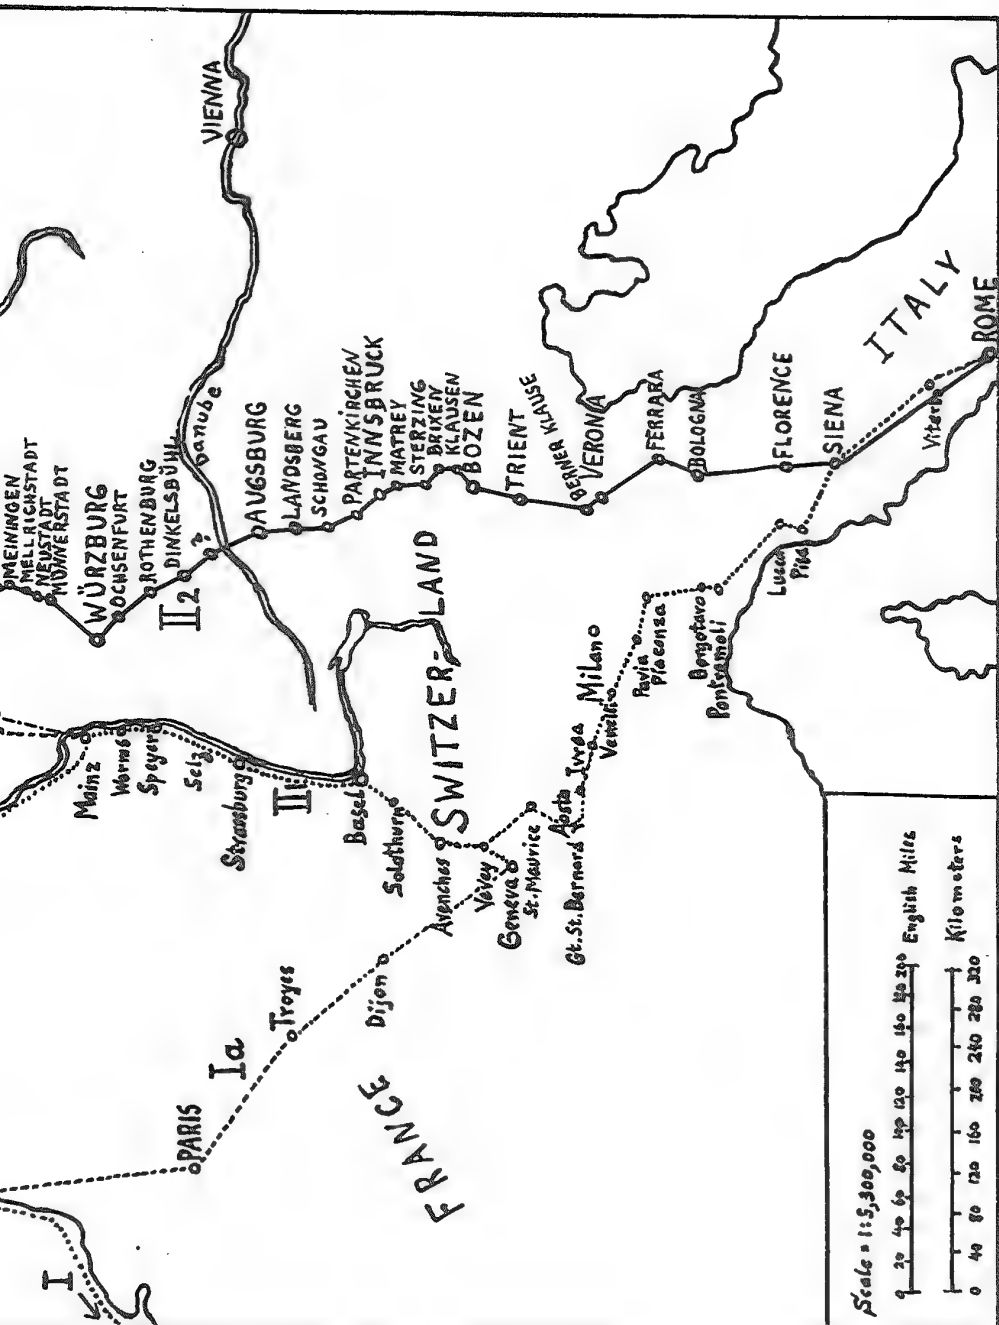 MEININGEN
MELLRICHSTADT
NEUSTADT
MÜNNERSTADT
WÜRZBURG
OCHSENFURT
ROTHENBURG
DINKELSBÜHL
II2
?
Danube
VIENNA
AUGSBURG
LANDSBERG
SCHONGAU
PARTENKIRCHEN
INNSBRUCK
MATREY
STERZING
BRIXEN
KLAUSEN
BOZEN
TRIENT
BERNER KLAUSE
VERONA
FERRARA
BOLOGNA
FLORENCE
SIENA
Viterbo
ROME
ITALY
Mainz
Worms
Speyer
Selz
Strassburg
II1
Basel
Solothurn
SWITZER-
LAND
Avenches
Vevey
Geneva
St. Maurice
Gt. St. Bernard
Aosta
Ivrea
Vercelli
Milano
Pavia
Piacenza
Borgotaro
Pontremoli
Lucca
Pisa
I
PARIS
Ia
Troyes
Dijon
FRANCE
Scale = 1:5,300,000
0 20 40 60 80 100 120 140 160 180 200
English Miles
0 40 80 120 160 200 240 280 320
Kilometers